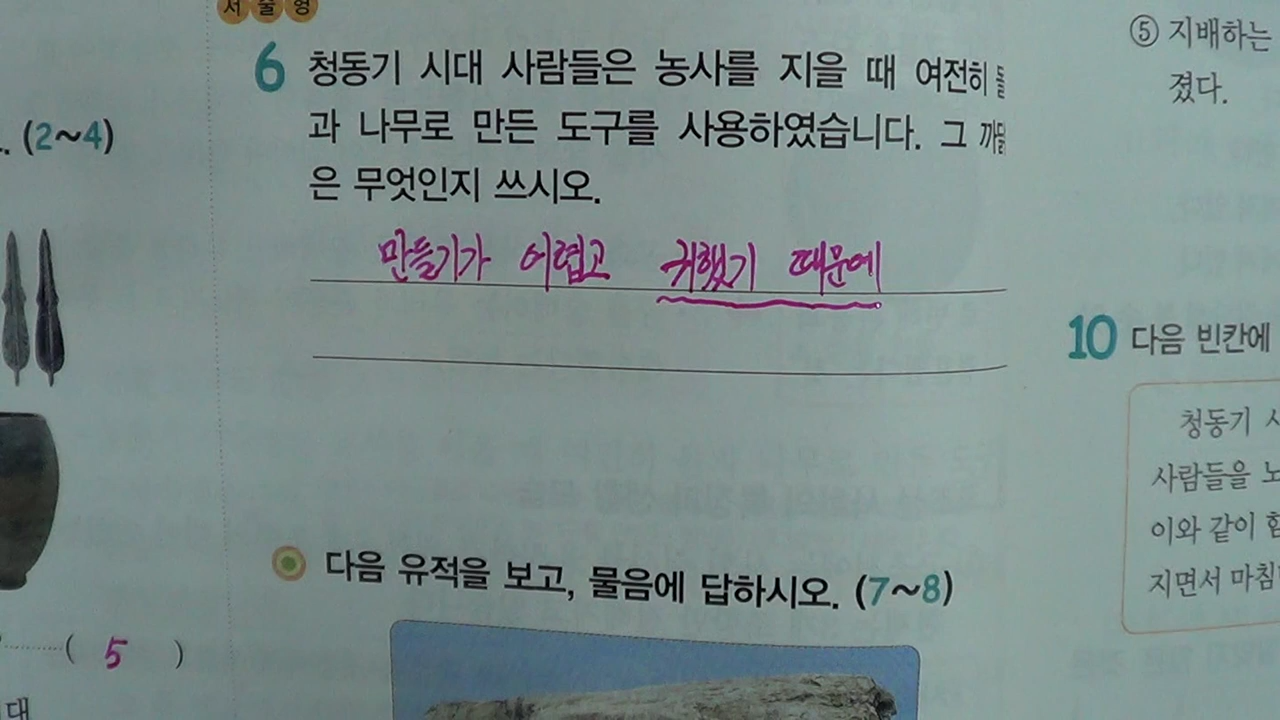 서술형
. (2~4)
6 청동기 시대 사람들은 농사를 지을 때 여전히 돌
과 나무로 만든 도구를 사용하였습니다. 그 까닭
은 무엇인지 쓰시오.
만들기가 어렵고 귀했기 때문에
다음 유적을 보고, 물음에 답하시오. (7~8)
( 5 )
대
⑤ 지배하는
졌다.
10 다음 빈칸에
청동기 시
사람들을 노
이와 같이 힘
지면서 마침